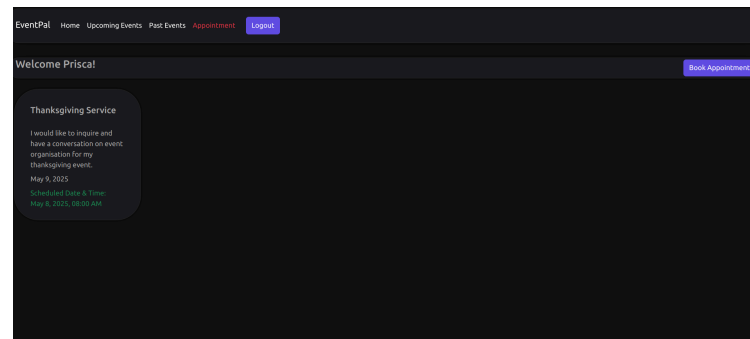 EventPal Home Upcoming Events Past Events Appointment Logout
Welcome Prisca!
Book Appointment
Thanksgiving Service
I would like to inquire and
have a conversation on event
organisation for my
thanksgiving event.
May 9, 2025
Scheduled Date & Time:
May 8, 2025, 08:00 AM